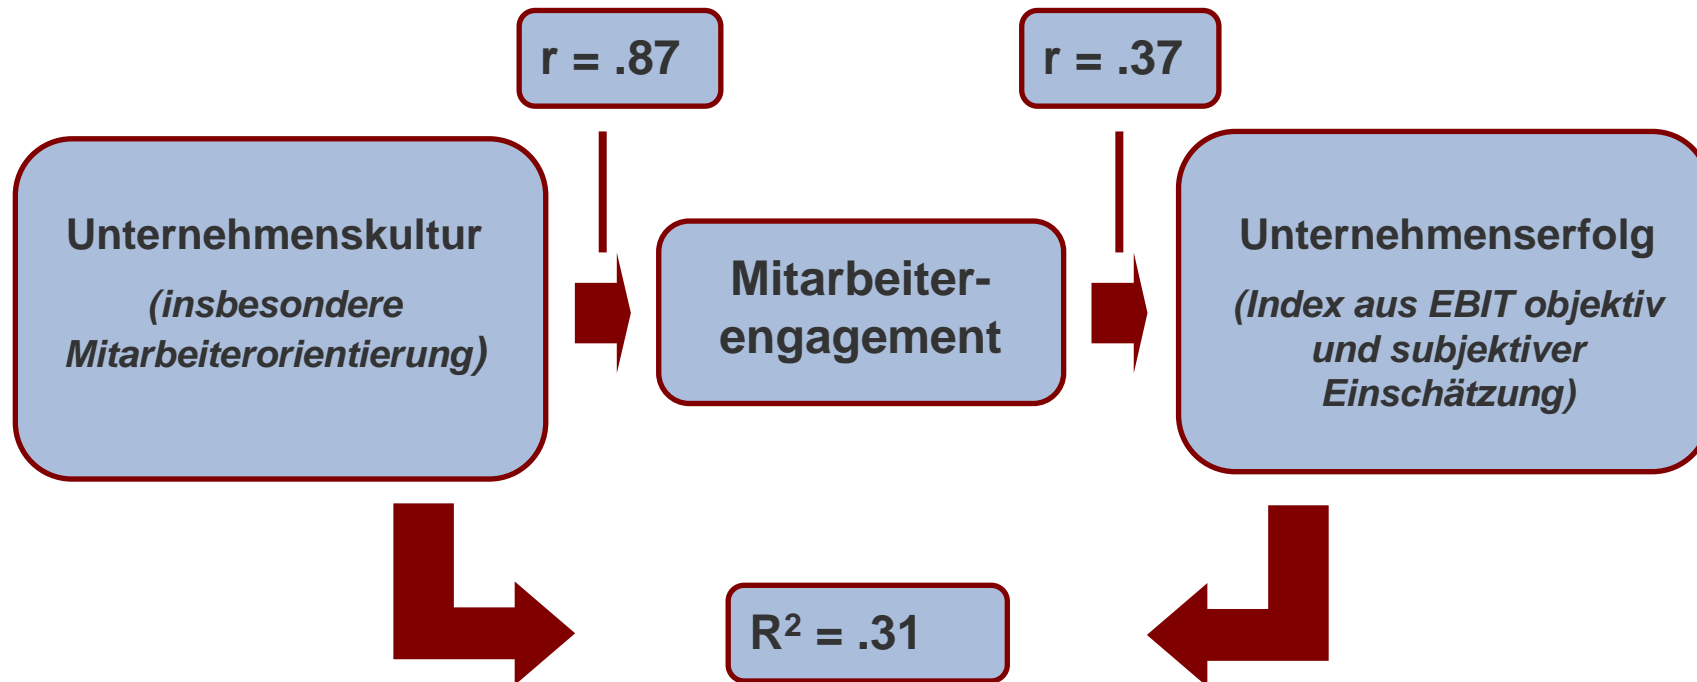 r = .87
r = .37
Unternehmenskultur
(insbesondere
Mitarbeiterorientierung)
Mitarbeiter-
engagement
Unternehmenserfolg
(Index aus EBIT objektiv
und subjektiver
Einschätzung)
R² = .31